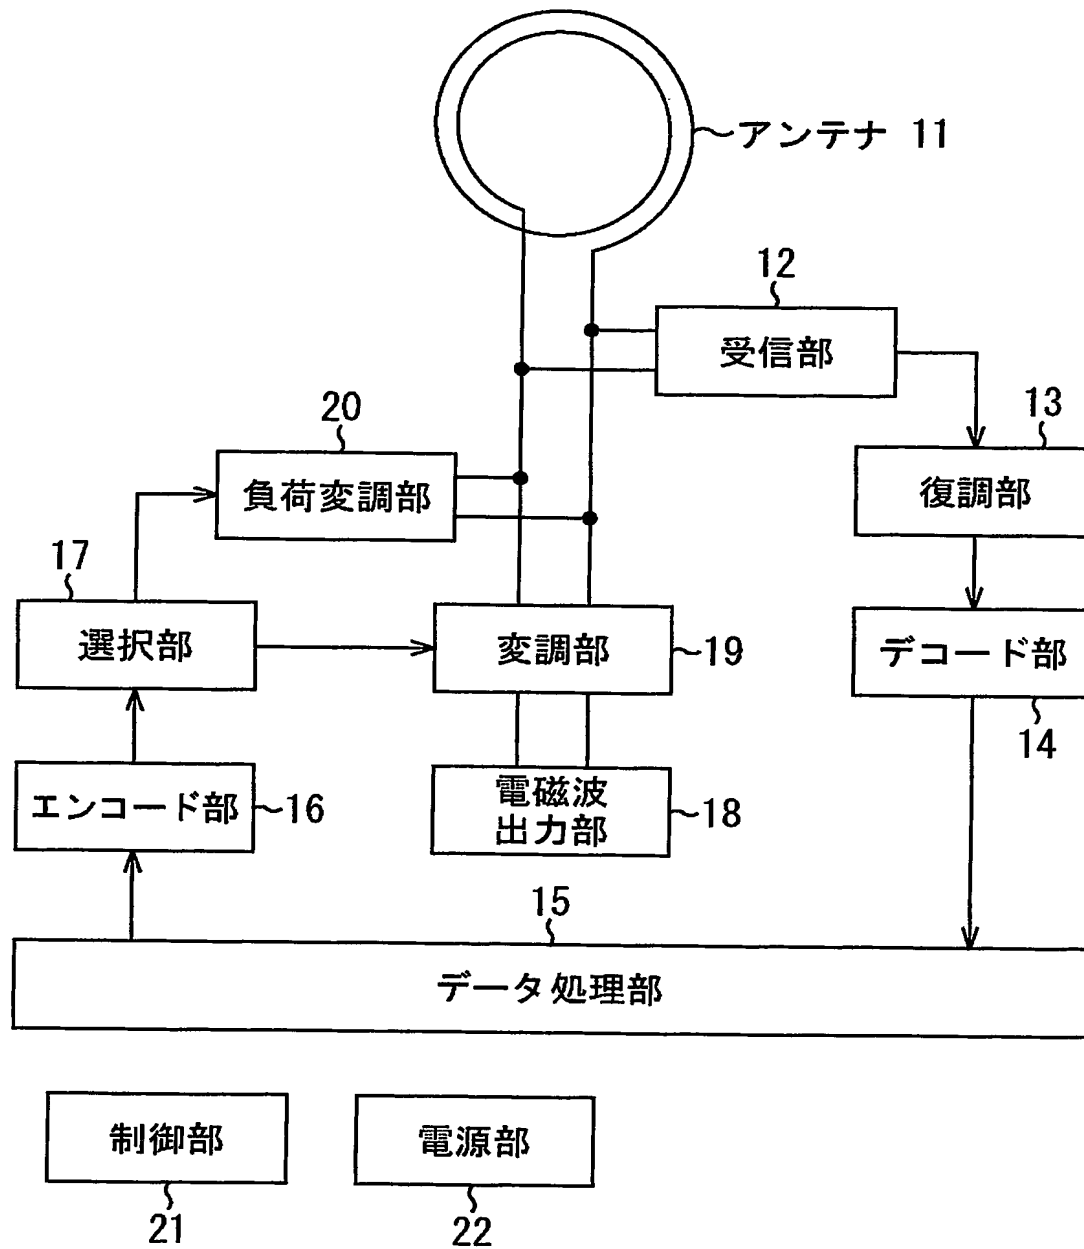 アンテナ 11
12
受信部
20
13
負荷変調部
復調部
17
選択部
変調部
19
デコード部
14
エンコード部
16
電磁波
出力部
18
15
データ処理部
制御部
電源部
21
22